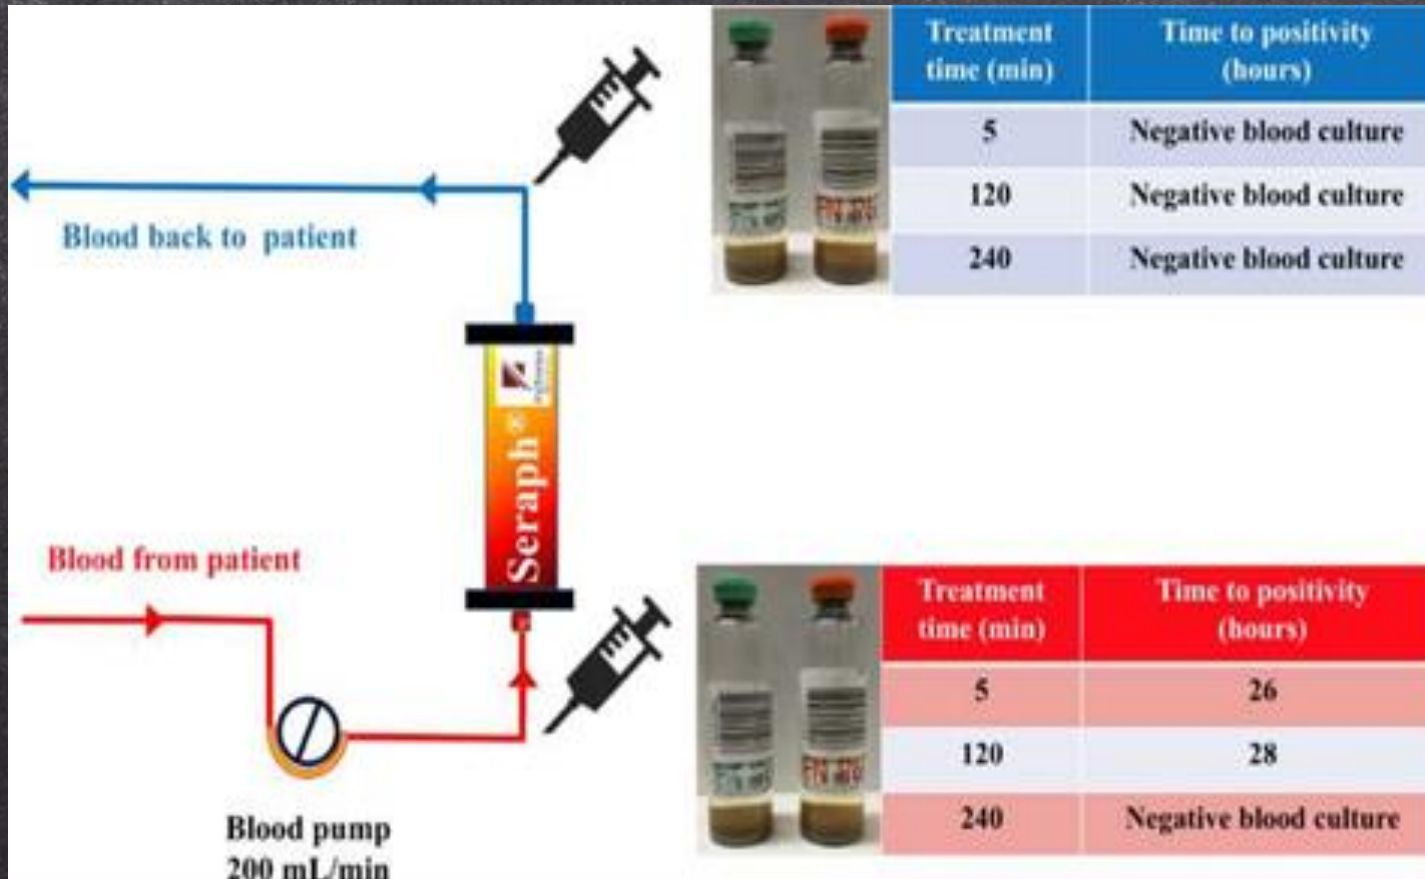 Treatment time (min)
Time to positivity (hours)
5
Negative blood culture
120
Negative blood culture
240
Negative blood culture
Blood back to patient
Seraph®
Blood from patient
Blood pump
200 mL/min
Treatment time (min)
Time to positivity (hours)
5
26
120
28
240
Negative blood culture